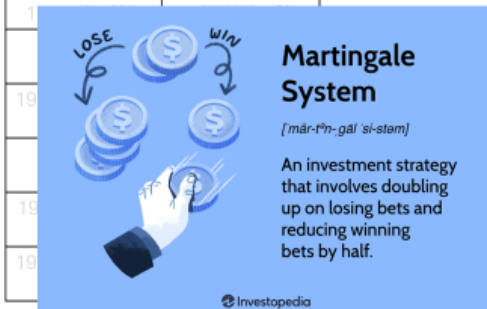 LOSE
WIN
Martingale
System
[ˈmär-tᵊn-ˌgāl ˈsi-stəm]
An investment strategy
that involves doubling
up on losing bets and
reducing winning
bets by half.
Investopedia